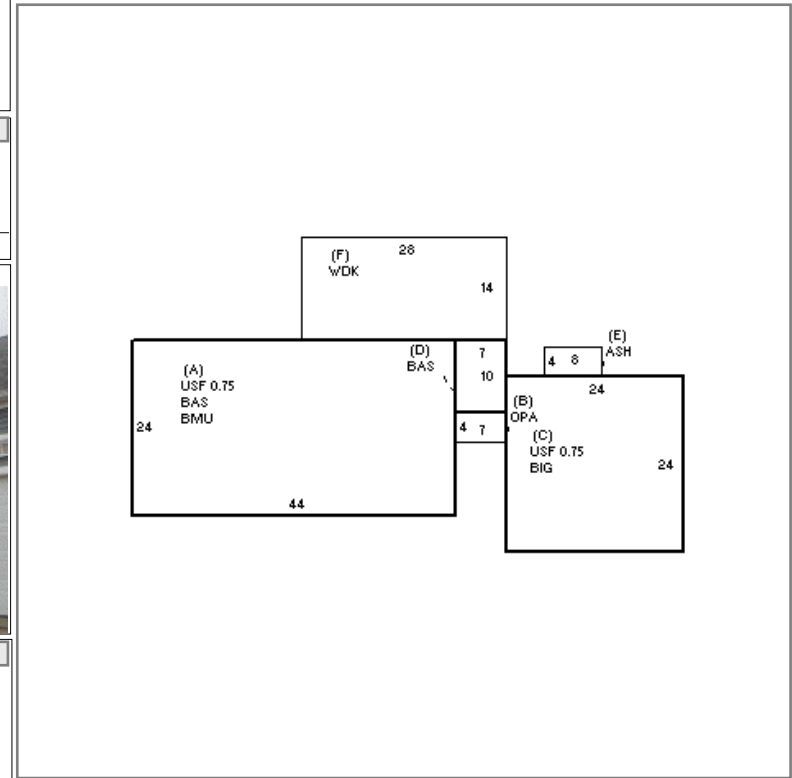 (F)
WDK
28
14
(A)
USF 0.75
BAS
BMU
24
44
(D)
BAS
7
10
4 7
(B)
OPA
(C)
USF 0.75
BIG
24
24
4 8
(E)
ASH